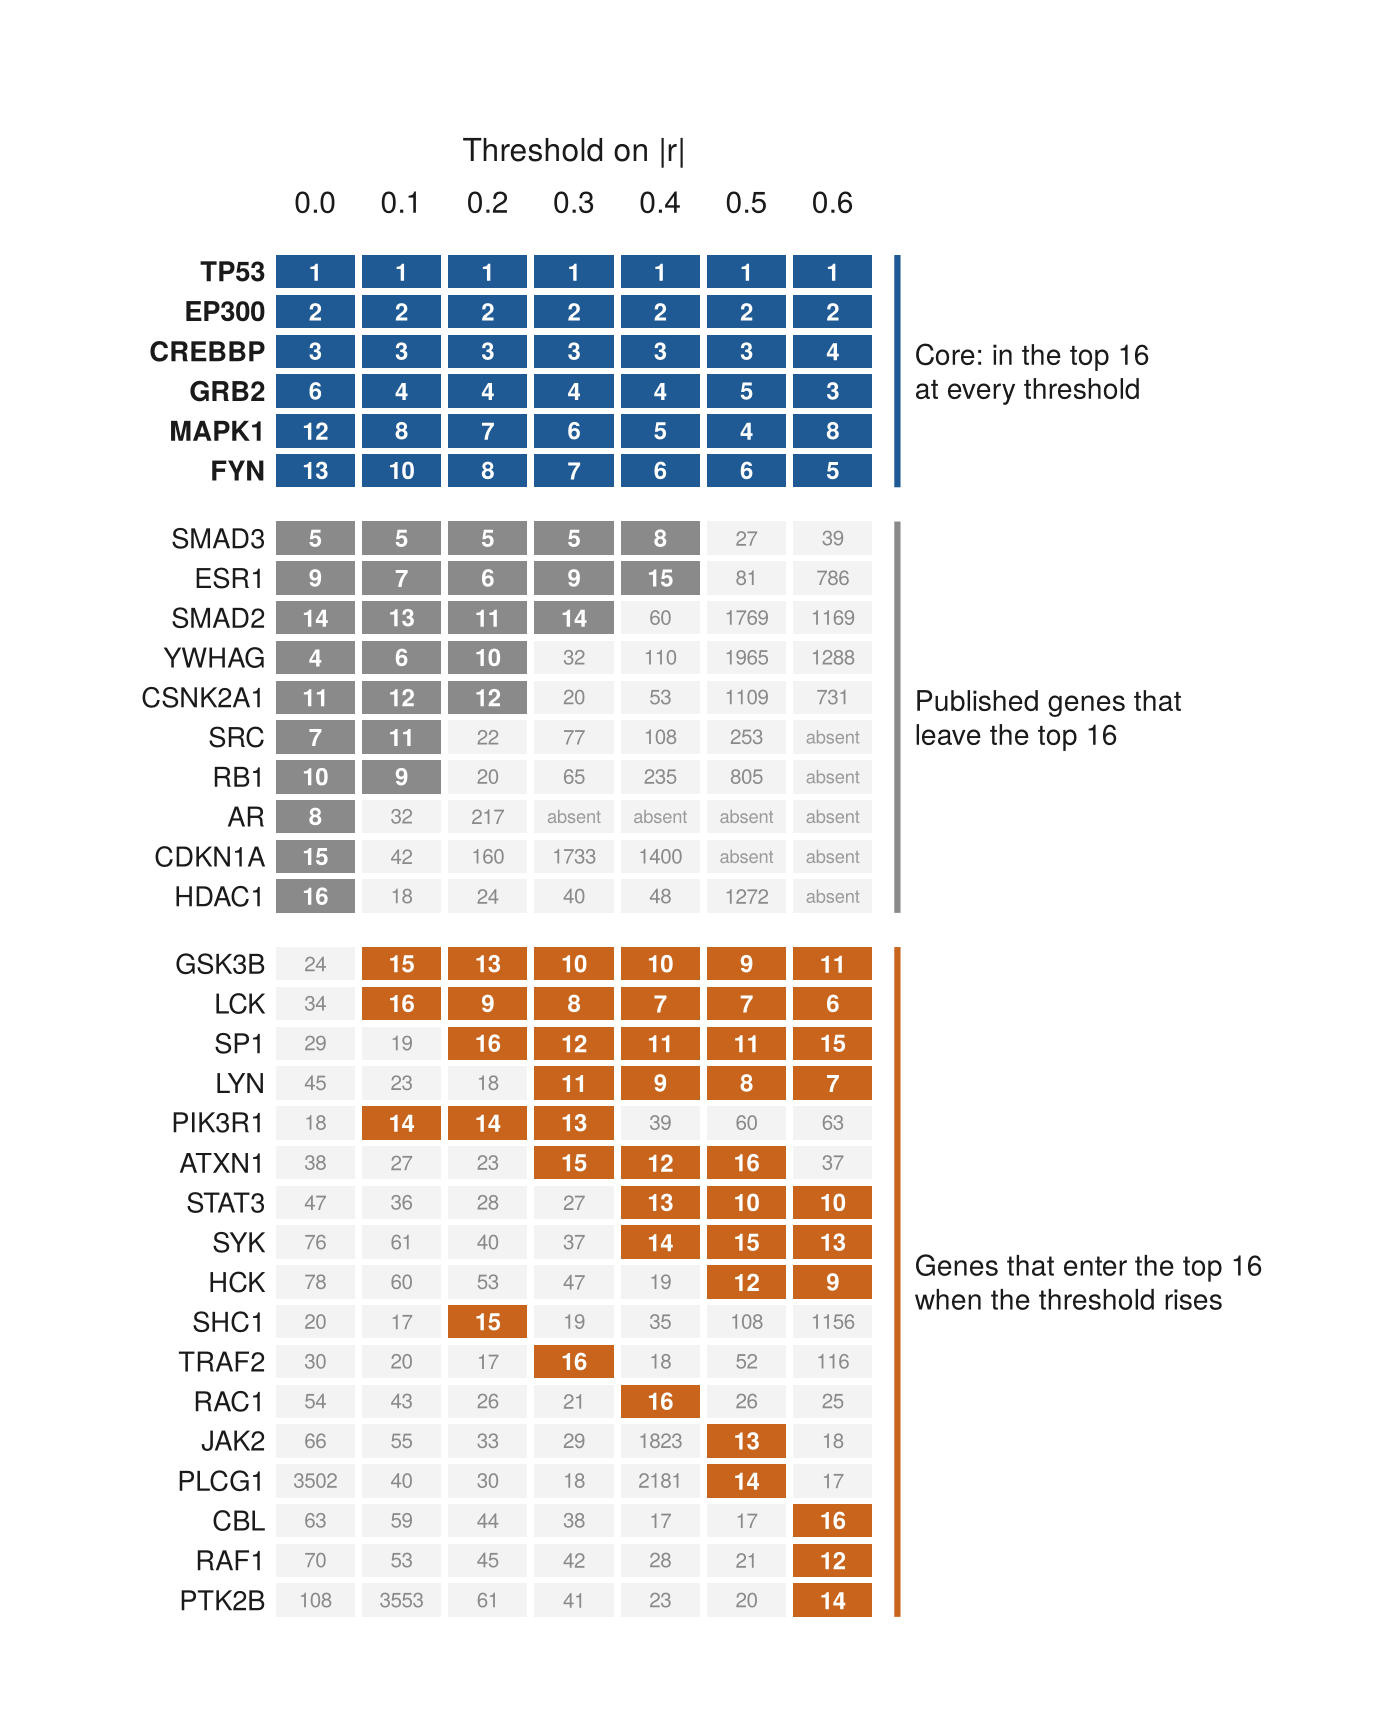 Threshold on |r|
0.0 0.1 0.2 0.3 0.4 0.5 0.6
TP53 1 1 1 1 1 1 1
EP300 2 2 2 2 2 2 2
CREBBP 3 3 3 3 3 3 4
GRB2 6 4 4 4 4 5 3
MAPK1 12 8 7 6 5 4 8
FYN 13 10 8 7 6 6 5
Core: in the top 16
at every threshold
SMAD3 5 5 5 5 8 27 39
ESR1 9 7 6 9 15 81 786
SMAD2 14 13 11 14 60 1769 1169
YWHAG 4 6 10 32 110 1965 1288
CSNK2A1 11 12 12 20 53 1109 731
SRC 7 11 22 77 108 253 absent
RB1 10 9 20 65 235 805 absent
AR 8 32 217 absent absent absent absent
CDKN1A 15 42 160 1733 1400 absent absent
HDAC1 16 18 24 40 48 1272 absent
Published genes that
leave the top 16
GSK3B 24 15 13 10 10 9 11
LCK 34 16 9 8 7 7 6
SP1 29 19 16 12 11 11 15
LYN 45 23 18 11 9 8 7
PIK3R1 18 14 14 13 39 60 63
ATXN1 38 27 23 15 12 16 37
STAT3 47 36 28 27 13 10 10
SYK 76 61 40 37 14 15 13
HCK 78 60 53 47 19 12 9
SHC1 20 17 15 19 35 108 1156
TRAF2 30 20 17 16 18 52 116
RAC1 54 43 26 21 16 26 25
JAK2 66 55 33 29 1823 13 18
PLCG1 3502 40 30 18 2181 14 17
CBL 63 59 44 38 17 17 16
RAF1 70 53 45 42 28 21 12
PTK2B 108 3553 61 41 23 20 14
Genes that enter the top 16
when the threshold rises